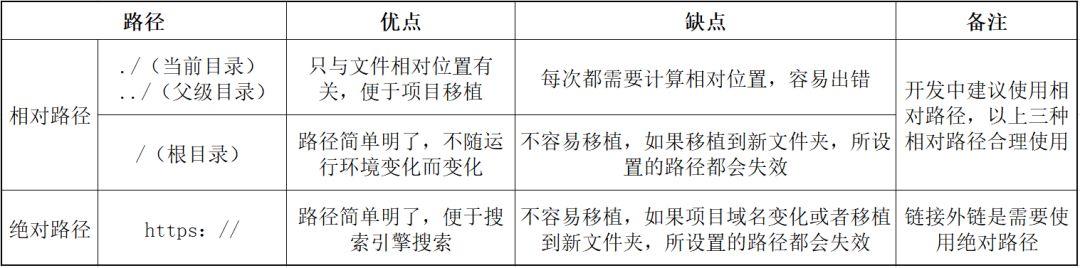 路径
优点
缺点
备注
相对路径
./（当前目录）
../（父级目录）
只与文件相对位置有
关，便于项目移植
每次都需要计算相对位置，容易出错
开发中建议使用相
对路径，以上三种
相对路径合理使用
/（根目录）
路径简单明了，不随运
行环境变化而变化
不容易移植，如果移植到新文件夹，所设
置的路径都会失效
绝对路径
https：//
路径简单明了，便于搜
索引擎搜索
不容易移植，如果项目域名变化或者移植
到新文件夹，所设置的路径都会失效
链接外链是需要使
用绝对路径